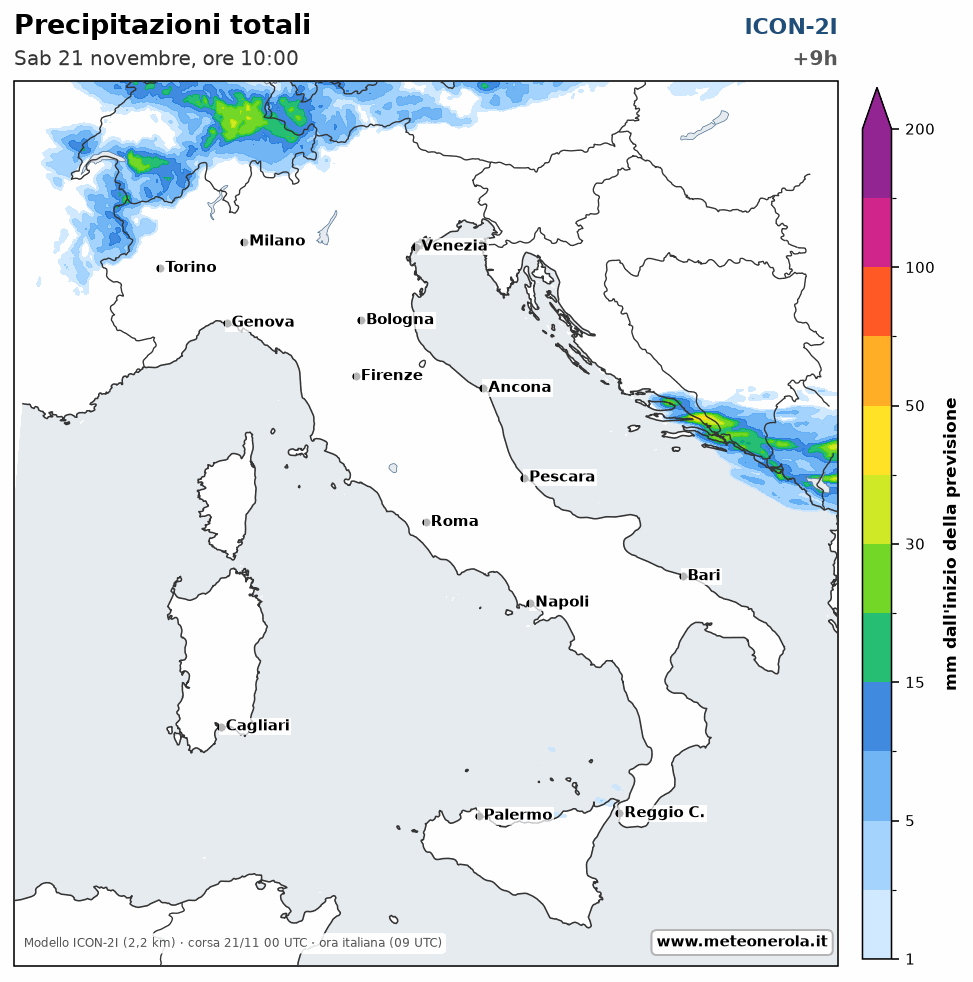 Precipitazioni totali
ICON-2I
Sab 21 novembre, ore 10:00
+9h
Milano
Venezia
Torino
Genova
Bologna
Firenze
Ancona
Pescara
Roma
Bari
Napoli
Cagliari
Palermo
Reggio C.
Modello ICON-2I (2,2 km) · corsa 21/11 00 UTC · ora italiana (09 UTC)
www.meteonerola.it
200
100
50
30
15
5
1
mm dall'inizio della previsione